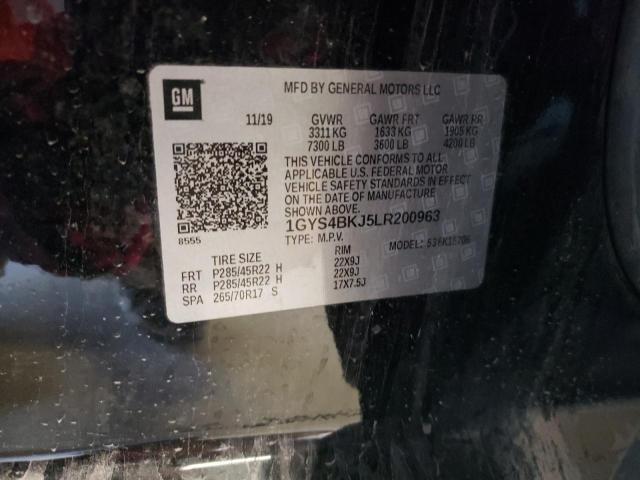 GM
MFD BY GENERAL MOTORS LLC
11/19 GVWR GAWR FRT GAWR RR
3311 KG 1633 KG 1905 KG
7300 LB 3600 LB 4200 LB
THIS VEHICLE CONFORMS TO ALL
APPLICABLE U.S. FEDERAL MOTOR
VEHICLE SAFETY STANDARDS IN EFFECT
ON THE DATE OF MANUFACTURE
SHOWN ABOVE.
1GYS4BKJ5LR200963
8555
TYPE: M.P.V. MODEL:
TIRE SIZE RIM
FRT P285/45R22 H 22X9J
RR P285/45R22 H 22X9J
SPA 265/70R17 S 17X7.5J